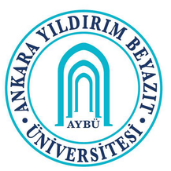 ANKARA YILDIRIM BEYAZIT
AYBÜ
• ÜNİVERSİTESİ •